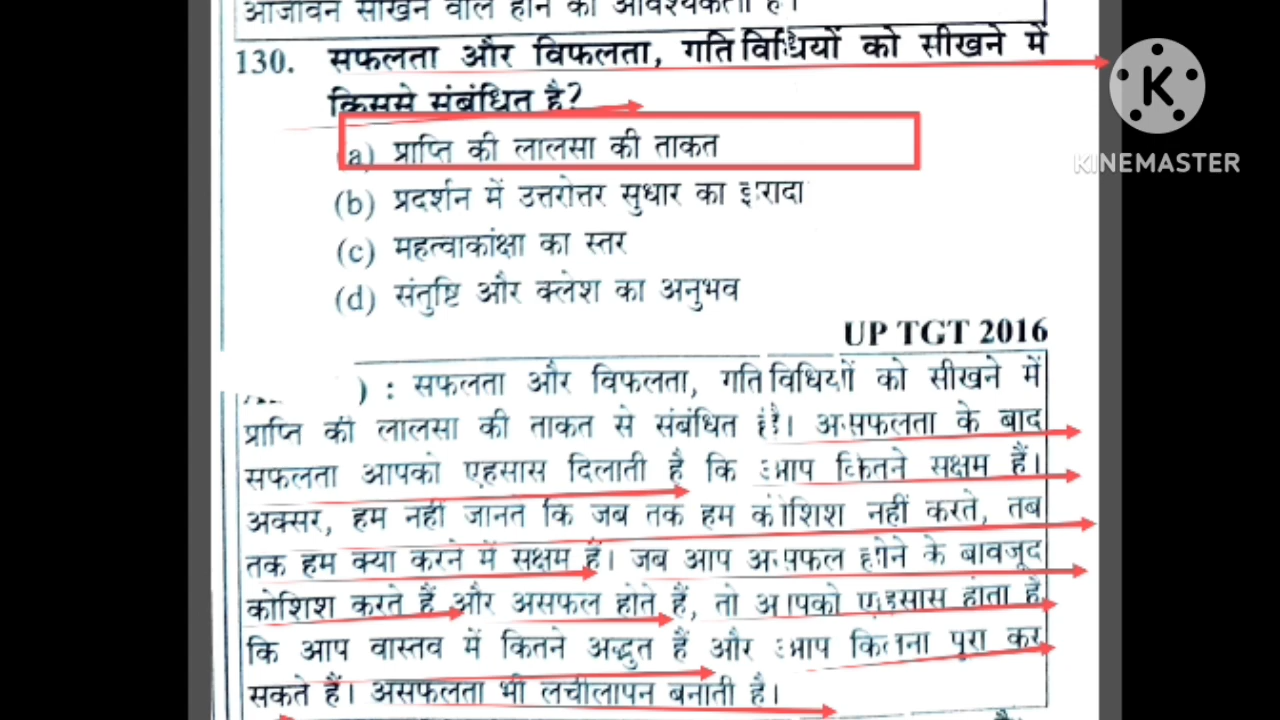 आजीवन सीखने वाले होने की आवश्यकता है।
130. सफलता और विफलता, गतिविधियों को सीखने में
किससे संबंधित है?
(a) प्राप्ति की लालसा की ताकत
(b) प्रदर्शन में उत्तरोत्तर सुधार का इरादा
(c) महत्वाकांक्षा का स्तर
(d) संतुष्टि और क्लेश का अनुभव
UP TGT 2016
) : सफलता और विफलता, गतिविधियों को सीखने में
प्राप्ति की लालसा की ताकत से संबंधित है। असफलता के बाद
सफलता आपको एहसास दिलाती है कि आप कितने सक्षम हैं।
अक्सर, हम नहीं जानते कि जब तक हम कोशिश नहीं करते, तब
तक हम क्या करने में सक्षम हैं। जब आप असफल होने के बावजूद
कोशिश करते हैं और असफल होते हैं, तो आपको एहसास होता है
कि आप वास्तव में कितने अद्भुत हैं और आप कितना पूरा कर
सकते हैं। असफलता भी लचीलापन बनाती है।
K
KINEMASTER